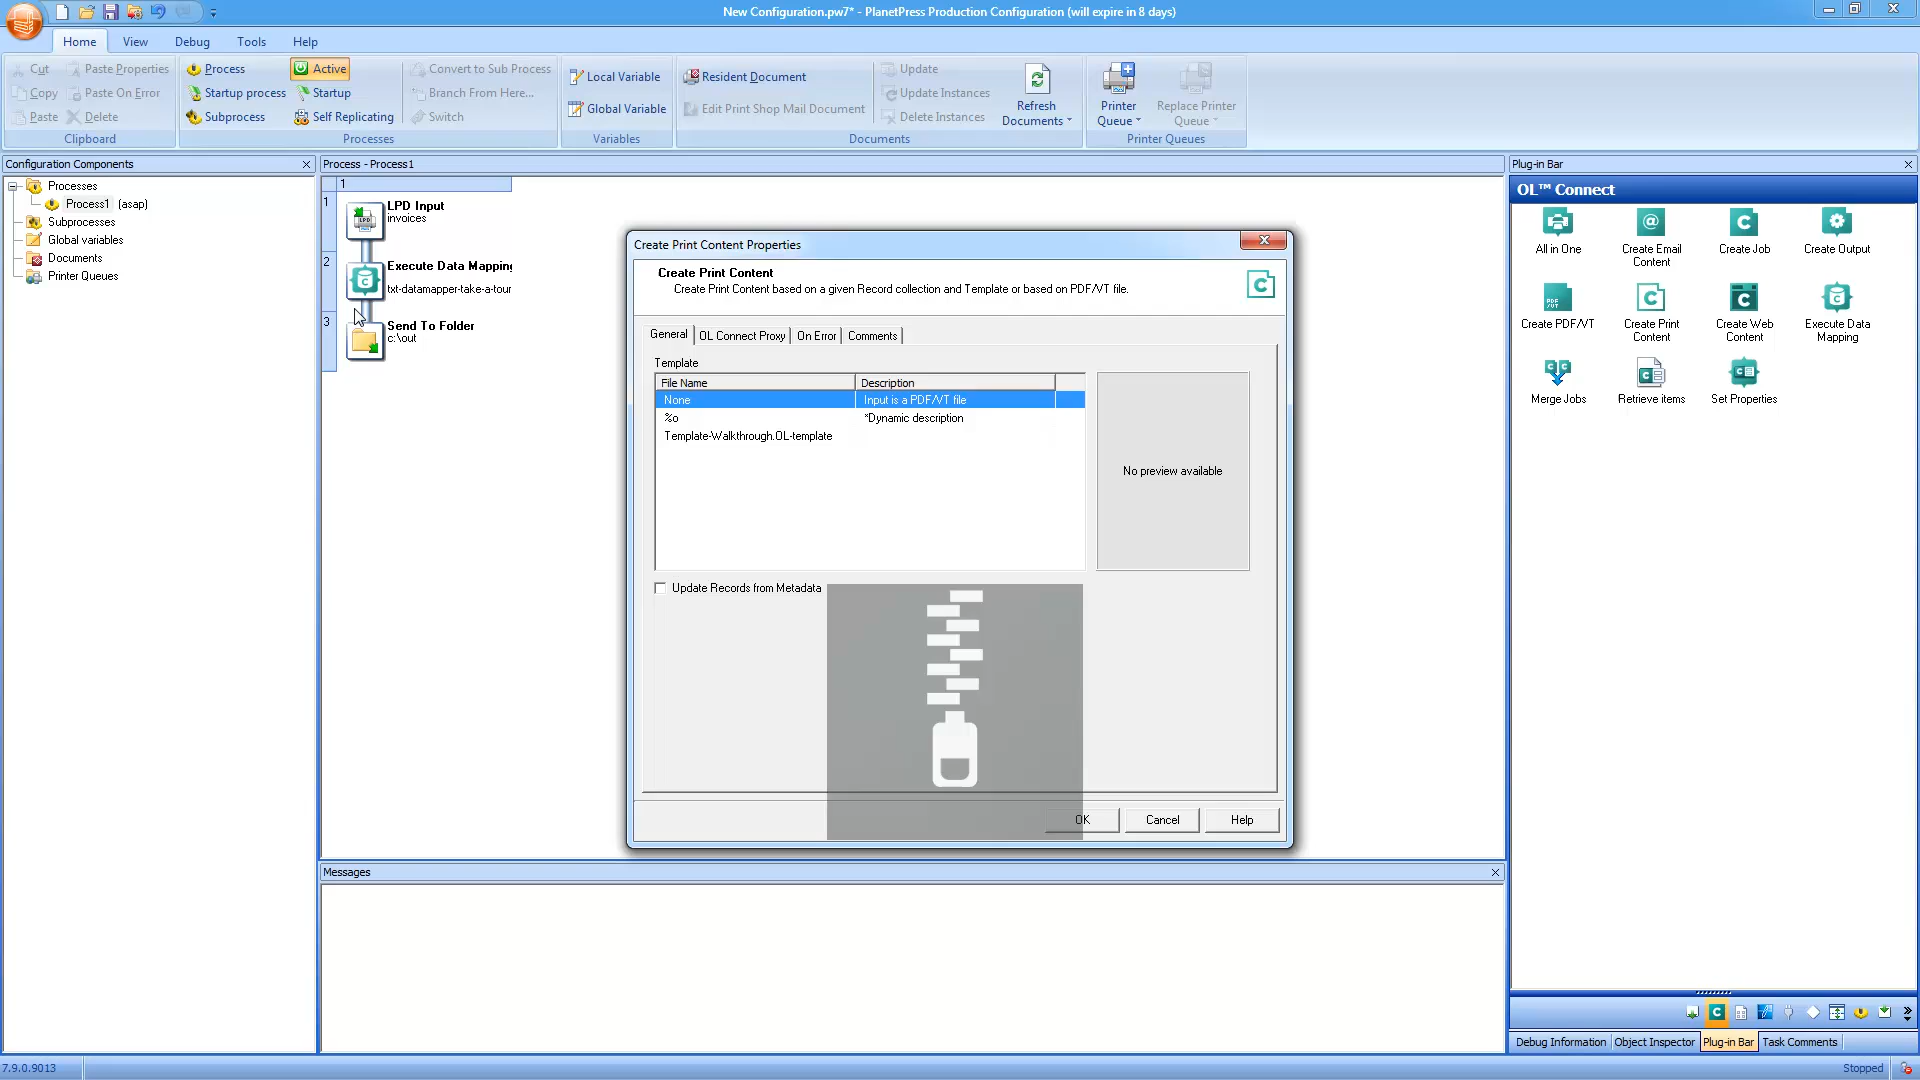 New Configuration.pw7* - PlanetPress Production Configuration (will expire in 8 days)
Home View Debug Tools Help
Cut Paste Properties
Copy Paste On Error
Paste Delete
Clipboard
Process Active Convert to Sub Process
Startup process Startup Branch From Here...
Subprocess Self Replicating Switch
Processes
Local Variable
Global Variable
Variables
Resident Document
Edit Print Shop Mail Document
Update
Update Instances
Delete Instances
Refresh
Documents
Documents
Printer
Queue
Replace Printer
Queue
Printer Queues
Configuration Components
Processes
Process1 (asap)
Subprocesses
Global variables
Documents
Printer Queues
Process - Process1
1
1
LPD Input
invoices
2
Execute Data Mapping
txt-datamapper-take-a-tour
3
Send To Folder
c:\out
Create Print Content Properties
Create Print Content
Create Print Content based on a given Record collection and Template or based on PDF/VT file.
C
General OL Connect Proxy On Error Comments
Template
File Name Description
None Input is a PDF/VT file
%o *Dynamic description
Template-Walkthrough.OL-template
No preview available
Update Records from Metadata
OK Cancel Help
Messages
Plug-in Bar
OL™ Connect
All in One
Create Email
Content
Create Job
Create Output
Create PDF/VT
Create Print
Content
Create Web
Content
Execute Data
Mapping
Merge Jobs
Retrieve items
Set Properties
Debug Information Object Inspector Plug-in Bar Task Comments
7.9.0.9013
Stopped